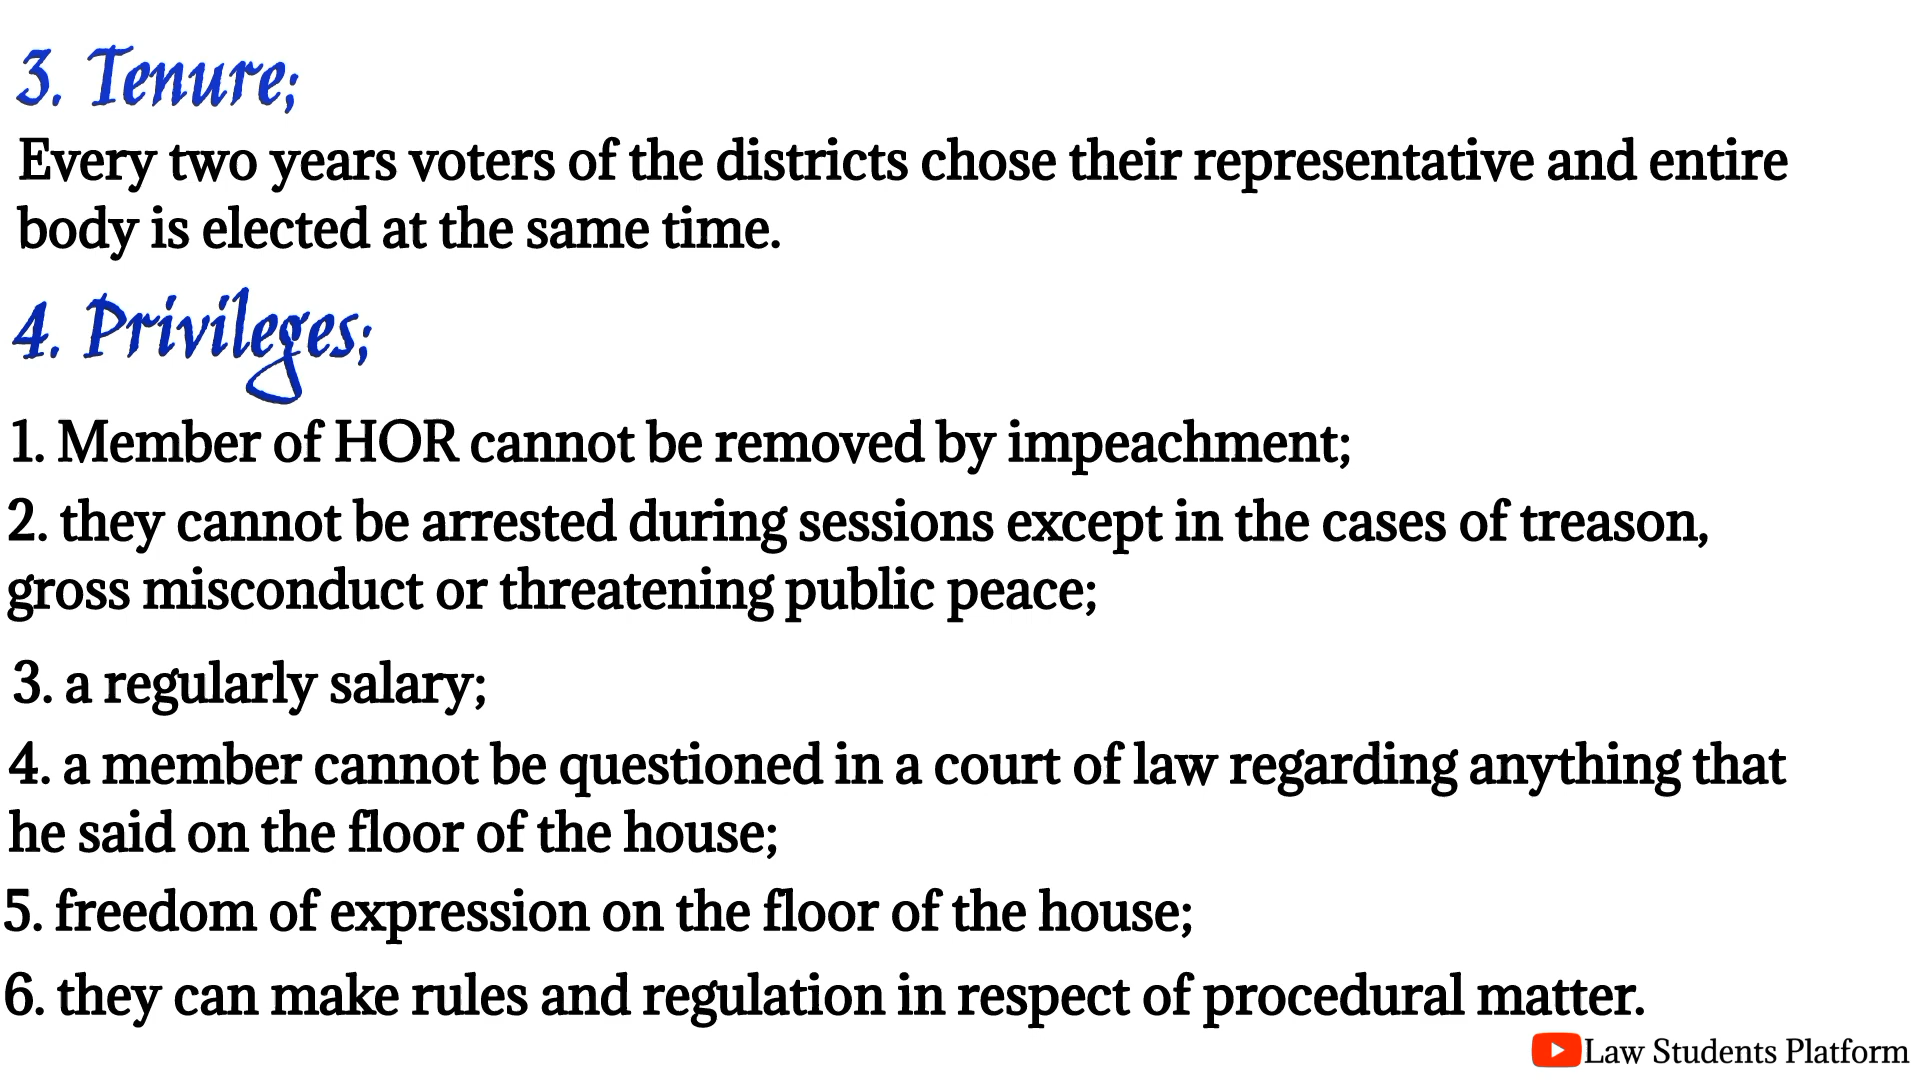 3. Tenure;
Every two years voters of the districts chose their representative and entire
body is elected at the same time.
4. Privileges;
1. Member of HOR cannot be removed by impeachment;
2. they cannot be arrested during sessions except in the cases of treason,
gross misconduct or threatening public peace;
3. a regularly salary;
4. a member cannot be questioned in a court of law regarding anything that
he said on the floor of the house;
5. freedom of expression on the floor of the house;
6. they can make rules and regulation in respect of procedural matter.
Law Students Platform